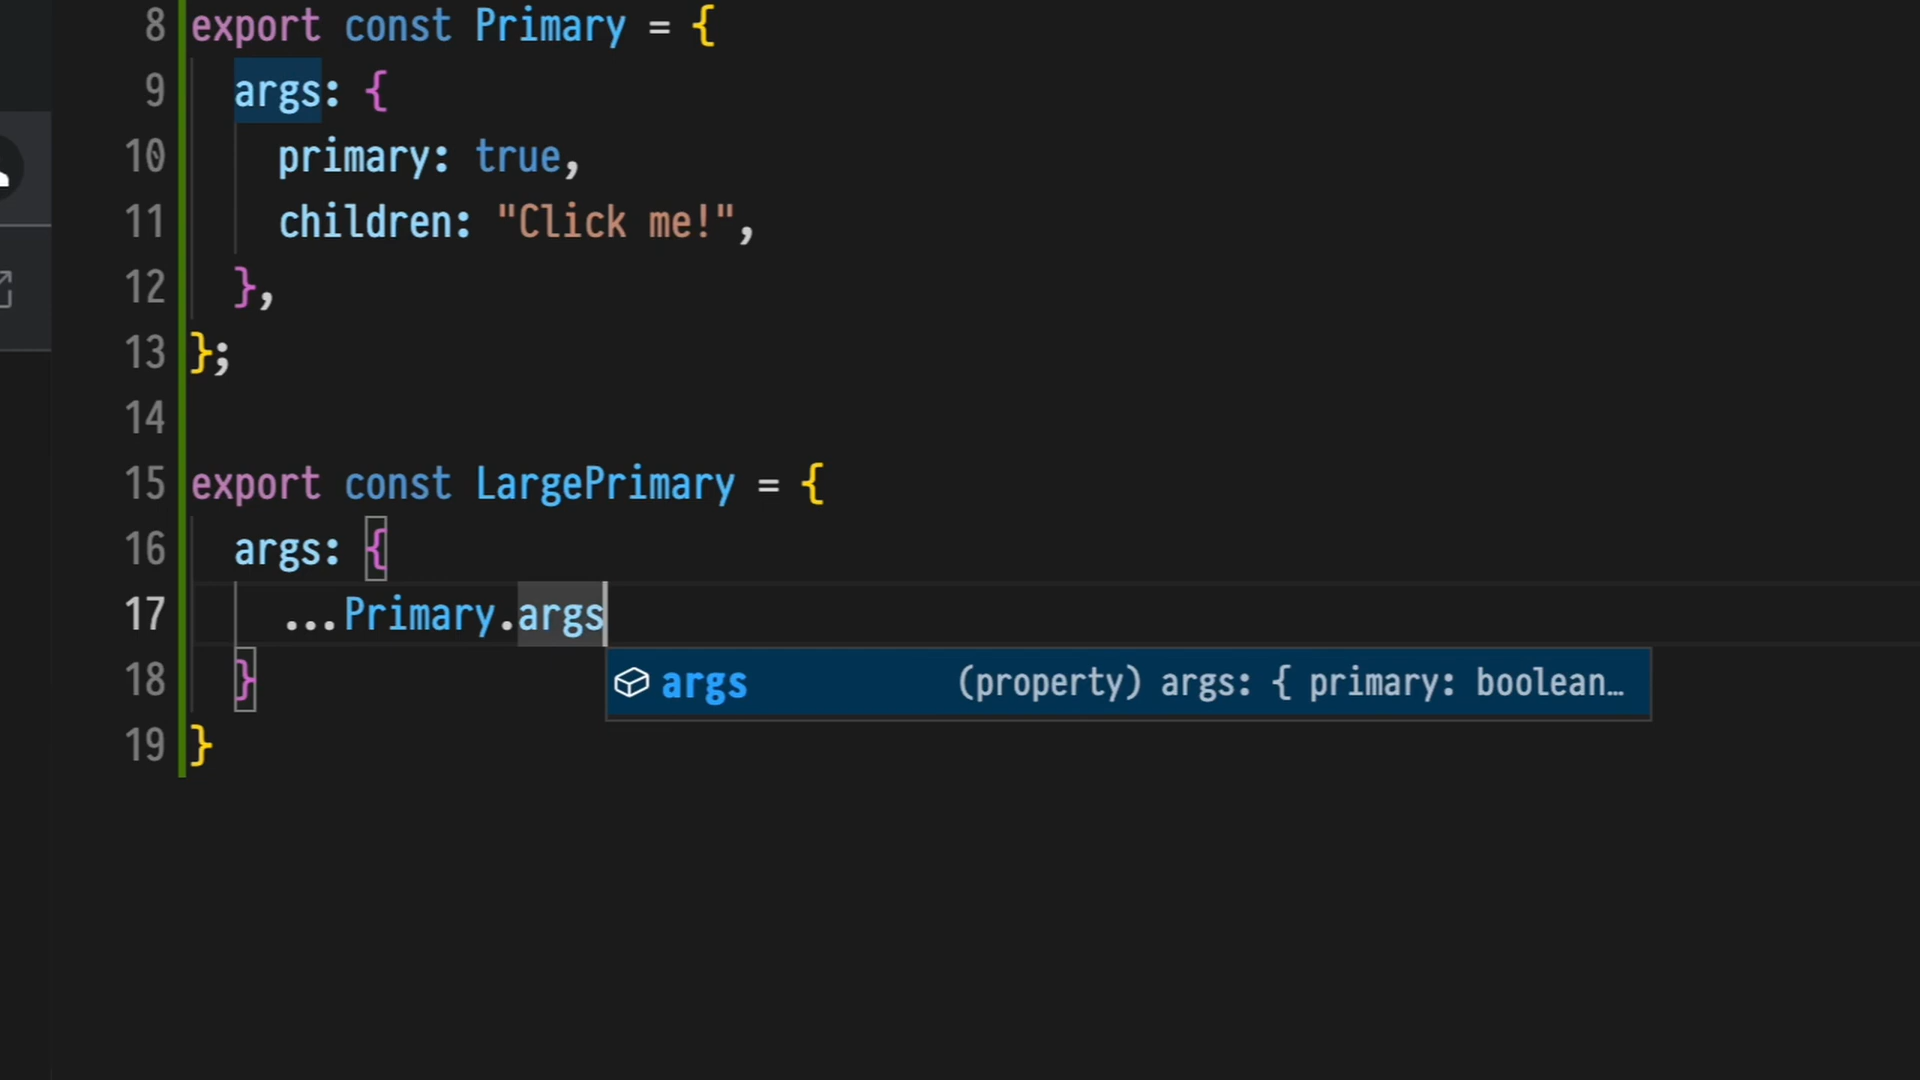 8 export const Primary = {
9 args: {
10 primary: true,
11 children: "Click me!",
12 },
13 };
14
15 export const LargePrimary = {
16 args: {
17 ...Primary.args
args (property) args: { primary: boolean…
18 }
19 }